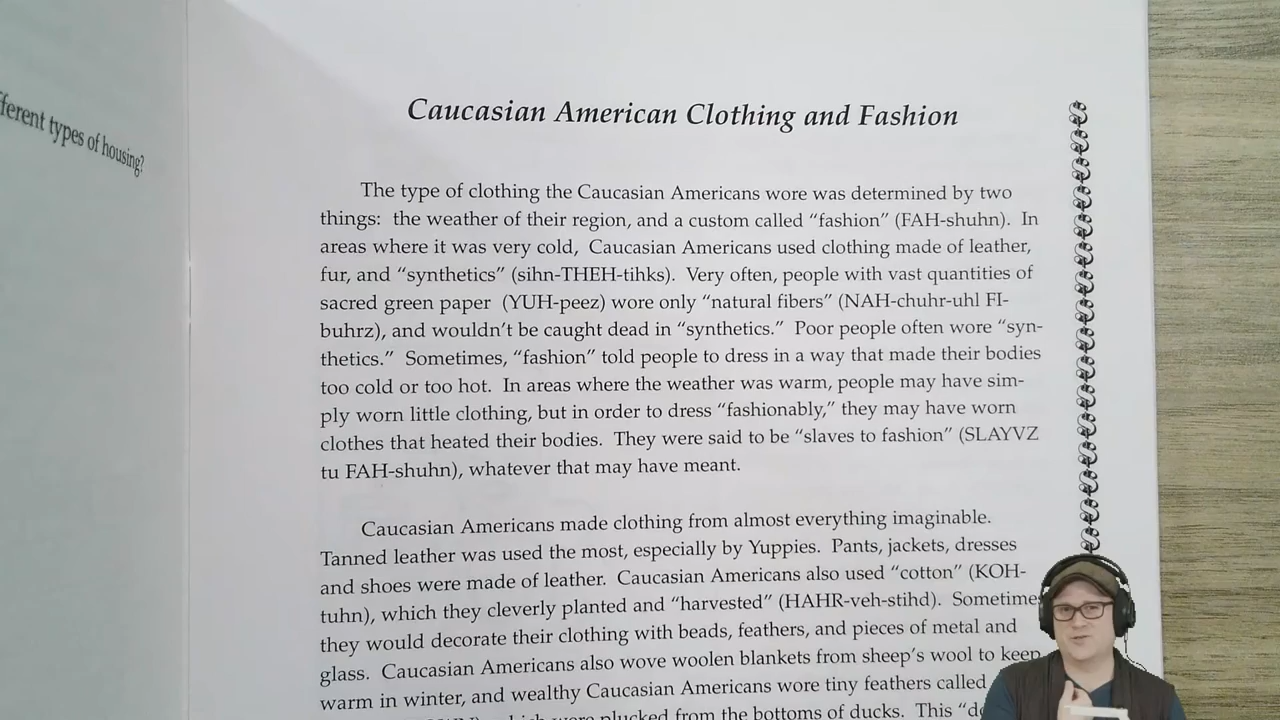 fferent types of housing?
Caucasian American Clothing and Fashion
The type of clothing the Caucasian Americans wore was determined by two
things: the weather of their region, and a custom called “fashion” (FAH-shuhn). In
areas where it was very cold, Caucasian Americans used clothing made of leather,
fur, and “synthetics” (sihn-THEH-tihks). Very often, people with vast quantities of
sacred green paper (YUH-peez) wore only “natural fibers” (NAH-chuhr-uhl FI-
buhrz), and wouldn’t be caught dead in “synthetics.” Poor people often wore “syn-
thetics.” Sometimes, “fashion” told people to dress in a way that made their bodies
too cold or too hot. In areas where the weather was warm, people may have sim-
ply worn little clothing, but in order to dress “fashionably,” they may have worn
clothes that heated their bodies. They were said to be “slaves to fashion” (SLAYVZ
tu FAH-shuhn), whatever that may have meant.
Caucasian Americans made clothing from almost everything imaginable.
Tanned leather was used the most, especially by Yuppies. Pants, jackets, dresses
and shoes were made of leather. Caucasian Americans also used “cotton” (KOH-
tuhn), which they cleverly planted and “harvested” (HAHR-veh-stihd). Sometime
they would decorate their clothing with beads, feathers, and pieces of metal and
glass. Caucasian Americans also wove woolen blankets from sheep’s wool to keep
warm in winter, and wealthy Caucasian Americans wore tiny feathers called
which were plucked from the bottoms of ducks. This